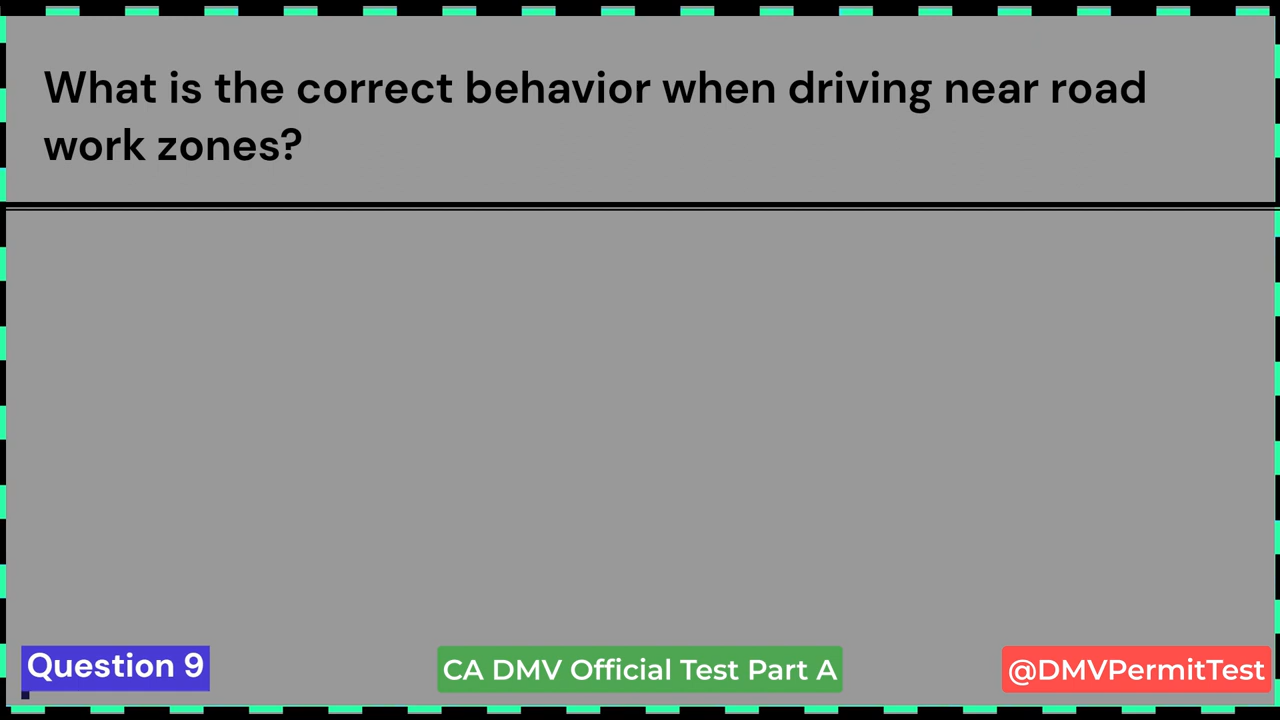 What is the correct behavior when driving near road
work zones?
Question 9
CA DMV Official Test Part A
@DMVPermitTest